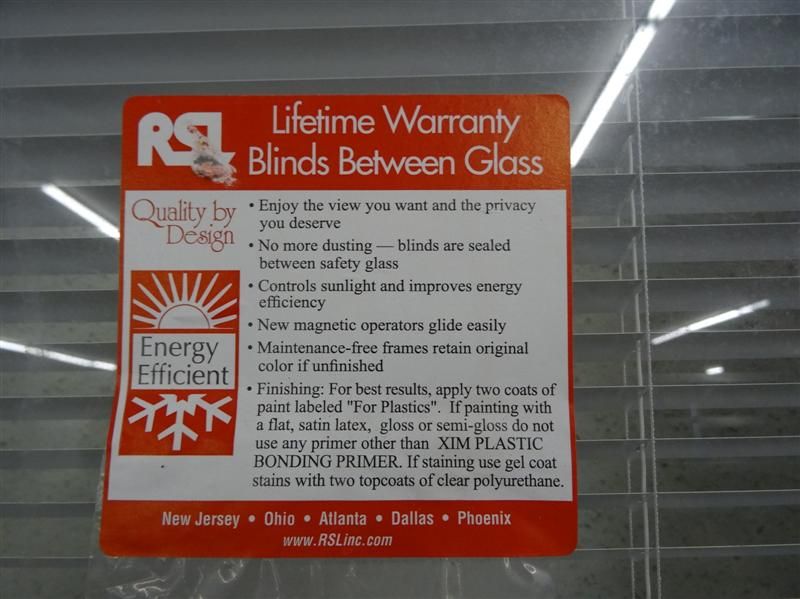 RSL
Lifetime Warranty
Blinds Between Glass
Quality by
Design
Energy
Efficient
• Enjoy the view you want and the privacy
you deserve
• No more dusting — blinds are sealed
between safety glass
• Controls sunlight and improves energy
efficiency
• New magnetic operators glide easily
• Maintenance-free frames retain original
color if unfinished
• Finishing: For best results, apply two coats of
paint labeled "For Plastics". If painting with
a flat, satin latex, gloss or semi-gloss do not
use any primer other than XIM PLASTIC
BONDING PRIMER. If staining use gel coat
stains with two topcoats of clear polyurethane.
New Jersey • Ohio • Atlanta • Dallas • Phoenix
www.RSLinc.com